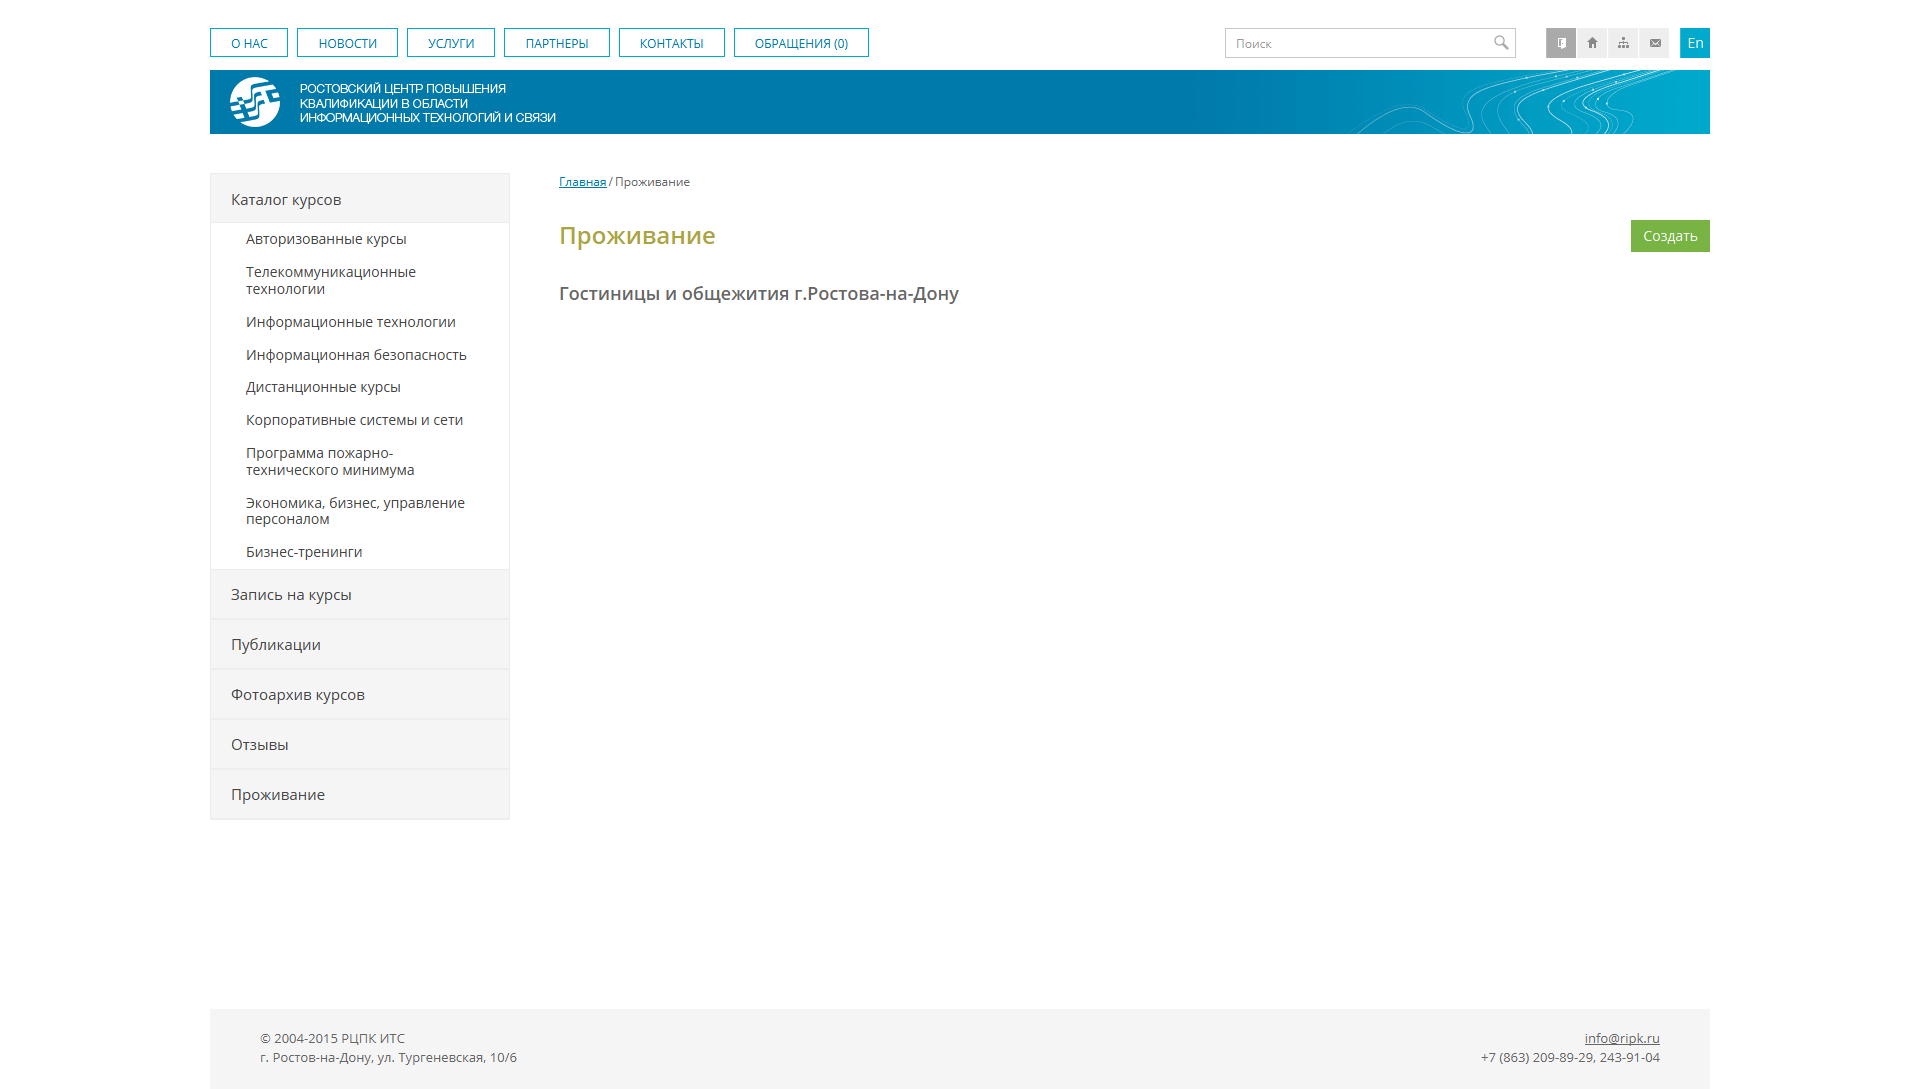 О НАС
НОВОСТИ
УСЛУГИ
ПАРТНЕРЫ
КОНТАКТЫ
ОБРАЩЕНИЯ (0)
Поиск
En
РОСТОВСКИЙ ЦЕНТР ПОВЫШЕНИЯ
КВАЛИФИКАЦИИ В ОБЛАСТИ
ИНФОРМАЦИОННЫХ ТЕХНОЛОГИЙ И СВЯЗИ
Каталог курсов
Авторизованные курсы
Телекоммуникационные
технологии
Информационные технологии
Информационная безопасность
Дистанционные курсы
Корпоративные системы и сети
Программа пожарно-
технического минимума
Экономика, бизнес, управление
персоналом
Бизнес-тренинги
Запись на курсы
Публикации
Фотоархив курсов
Отзывы
Проживание
Главная / Проживание
Проживание
Создать
Гостиницы и общежития г.Ростова-на-Дону
© 2004-2015 РЦПК ИТС
г. Ростов-на-Дону, ул. Тургеневская, 10/6
info@ripk.ru
+7 (863) 209-89-29, 243-91-04